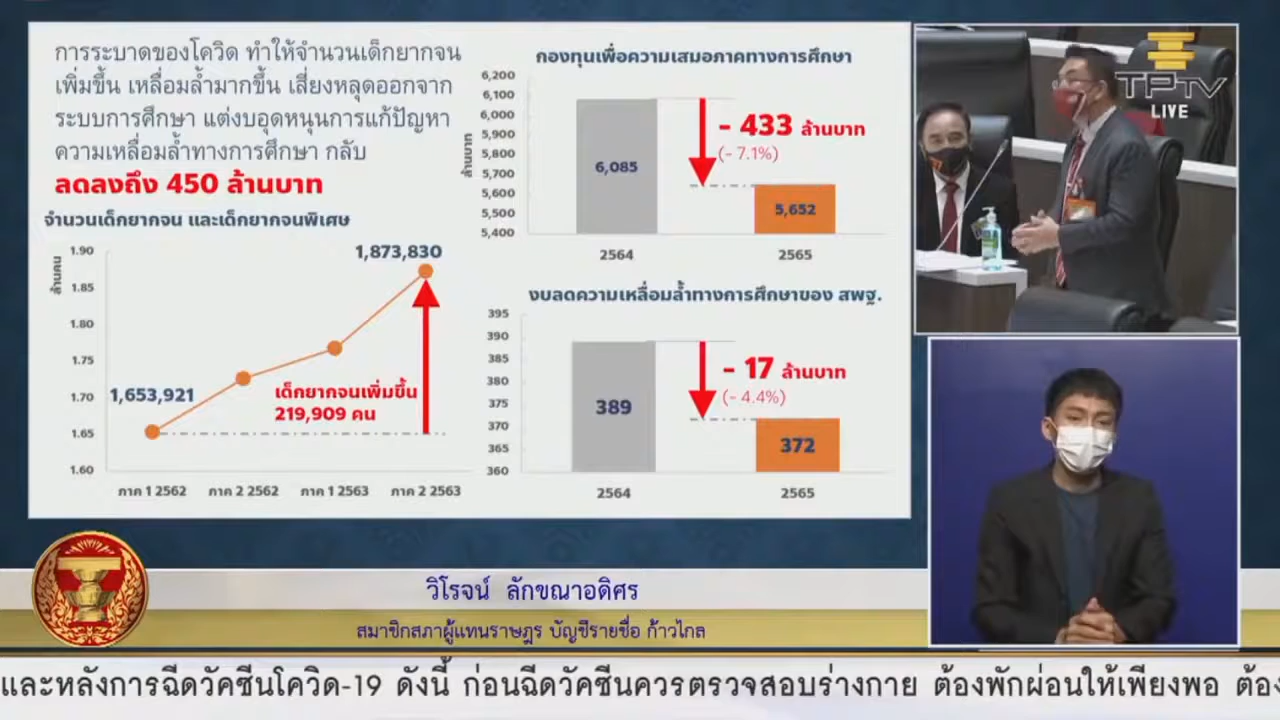 การระบาดของโควิด ทำให้จำนวนเด็กยากจน
เพิ่มขึ้น เหลื่อมล้ำมากขึ้น เสี่ยงหลุดออกจาก
ระบบการศึกษา แต่งบอุดหนุนการแก้ปัญหา
ความเหลื่อมล้ำทางการศึกษา กลับ
ลดลงถึง 450 ล้านบาท
จำนวนเด็กยากจน และเด็กยากจนพิเศษ
ล้านคน
1.90
1.85
1.80
1.75
1.70
1.65
1.60
1,653,921
1,873,830
เด็กยากจนเพิ่มขึ้น
219,909 คน
ภาค 1 2562 ภาค 2 2562 ภาค 1 2563 ภาค 2 2563
กองทุนเพื่อความเสมอภาคทางการศึกษา
ล้านบาท
6,200
6,100
6,000
5,900
5,800
5,700
5,600
5,500
5,400
6,085
- 433 ล้านบาท
(- 7.1%)
5,652
2564 2565
งบลดความเหลื่อมล้ำทางการศึกษาของ สพฐ.
395
390
385
380
375
370
365
360
389
- 17 ล้านบาท
(- 4.4%)
372
2564 2565
TPTV
LIVE
วิโรจน์ ลักขณาอดิศร
สมาชิกสภาผู้แทนราษฎร บัญชีรายชื่อ ก้าวไกล
และหลังการฉีดวัคซีนโควิด-19 ดังนี้ ก่อนฉีดวัคซีนควรตรวจสอบร่างกาย ต้องพักผ่อนให้เพียงพอ ต้อง